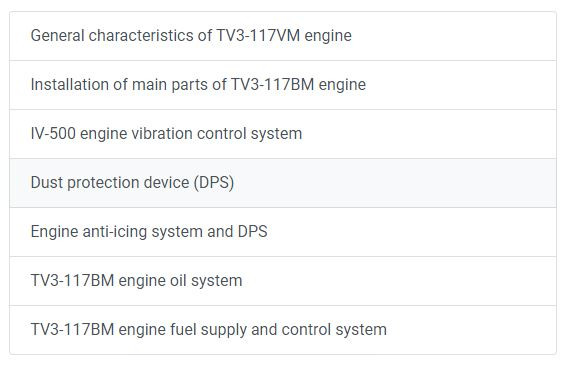 General characteristics of TV3-117VM engine
Installation of main parts of TV3-117BM engine
IV-500 engine vibration control system
Dust protection device (DPS)
Engine anti-icing system and DPS
TV3-117BM engine oil system
TV3-117BM engine fuel supply and control system